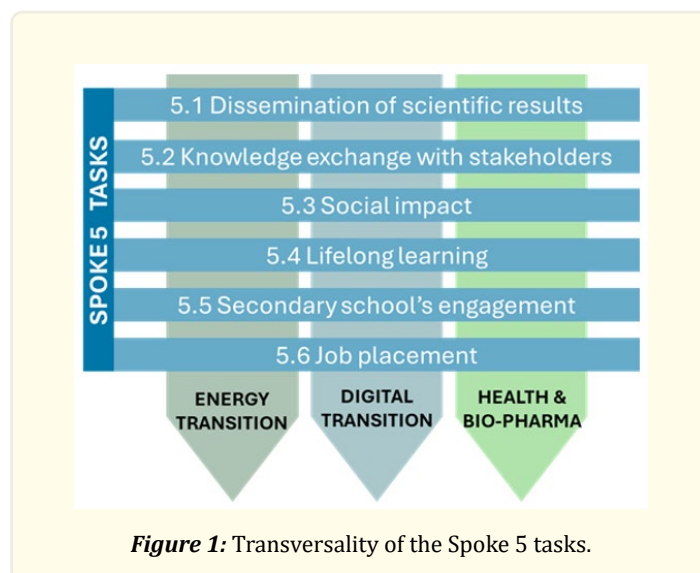 SPOKE 5 TASKS
5.1 Dissemination of scientific results
5.2 Knowledge exchange with stakeholders
5.3 Social impact
5.4 Lifelong learning
5.5 Secondary school’s engagement
5.6 Job placement
ENERGY
TRANSITION
DIGITAL
TRANSITION
HEALTH &
BIO-PHARMA
Figure 1: Transversality of the Spoke 5 tasks.